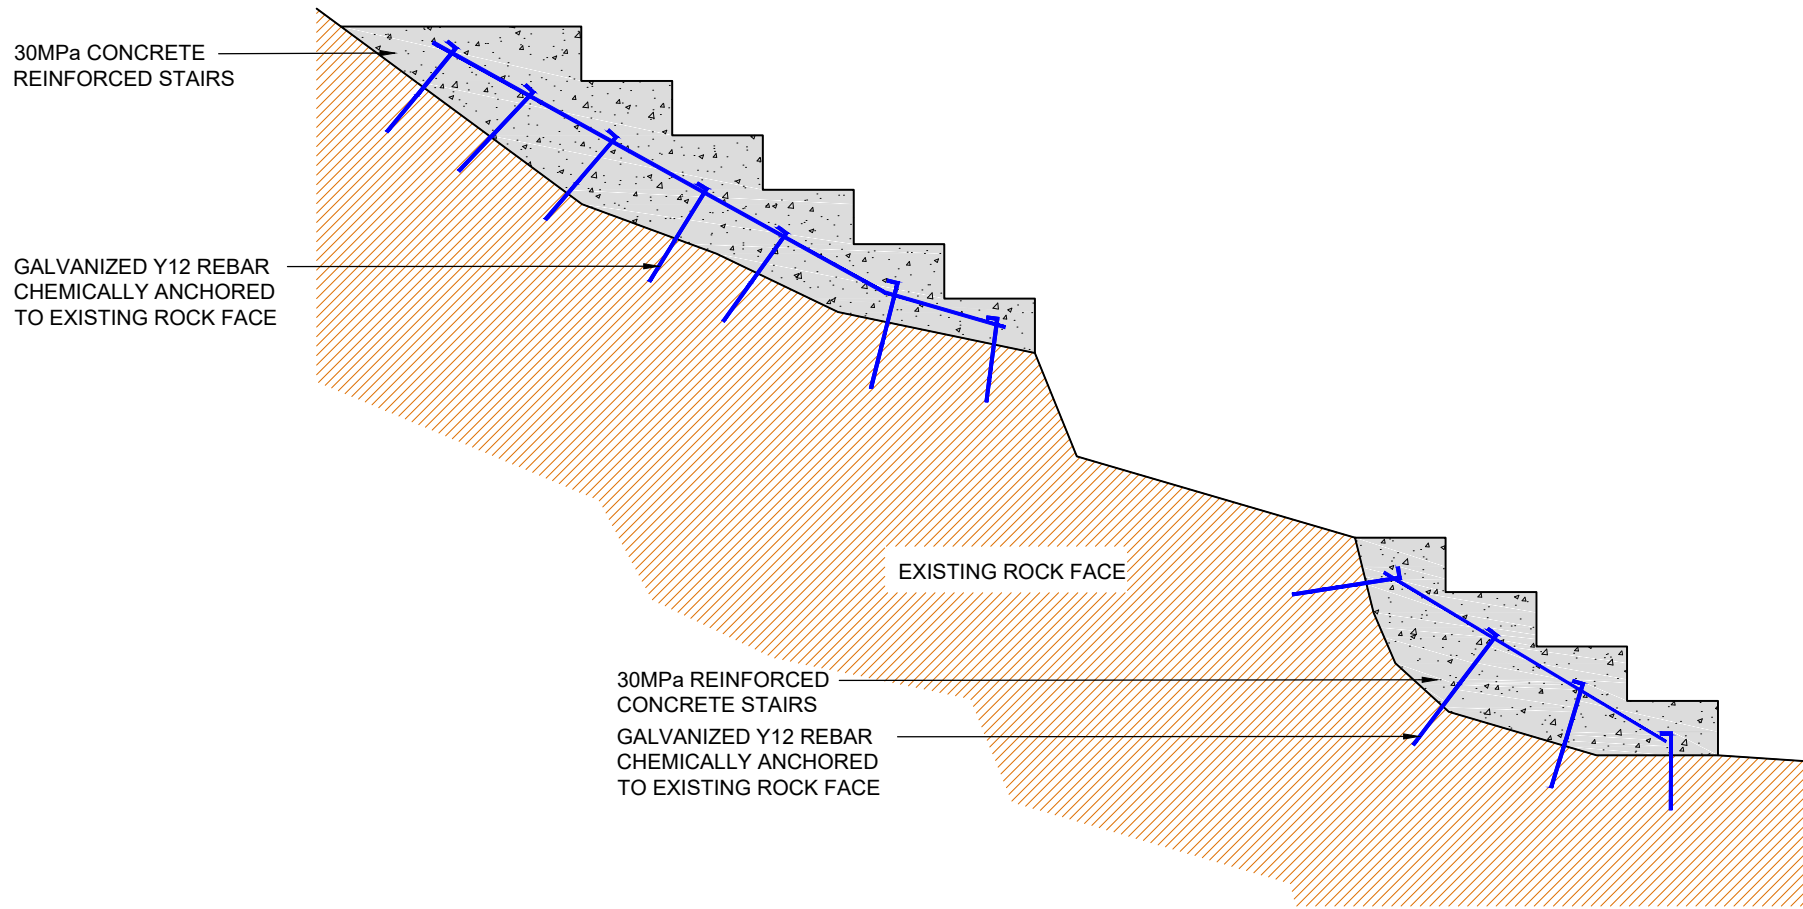 30MPa CONCRETE
REINFORCED STAIRS
GALVANIZED Y12 REBAR
CHEMICALLY ANCHORED
TO EXISTING ROCK FACE
EXISTING ROCK FACE
30MPa REINFORCED
CONCRETE STAIRS
GALVANIZED Y12 REBAR
CHEMICALLY ANCHORED
TO EXISTING ROCK FACE